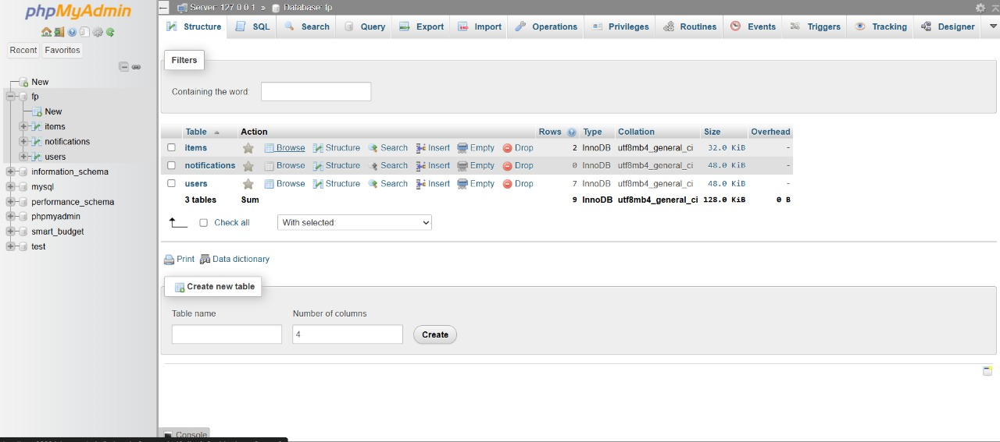 phpMyAdmin
Server: 127.0.0.1 » Database: fp
Structure SQL Search Query Export Import Operations Privileges Routines Events Triggers Tracking Designer
Recent Favorites
New
fp
New
items
notifications
users
information_schema
mysql
performance_schema
phpmyadmin
smart_budget
test
Filters
Containing the word:
Table Action Rows Type Collation Size Overhead
items Browse Structure Search Insert Empty Drop 2 InnoDB utf8mb4_general_ci 32.0 KiB -
notifications Browse Structure Search Insert Empty Drop 0 InnoDB utf8mb4_general_ci 48.0 KiB -
users Browse Structure Search Insert Empty Drop 7 InnoDB utf8mb4_general_ci 48.0 KiB -
3 tables Sum 9 InnoDB utf8mb4_general_ci 128.0 KiB 0 B
Check all With selected:
Print Data dictionary
Create new table
Table name Number of columns
4 Create
Console